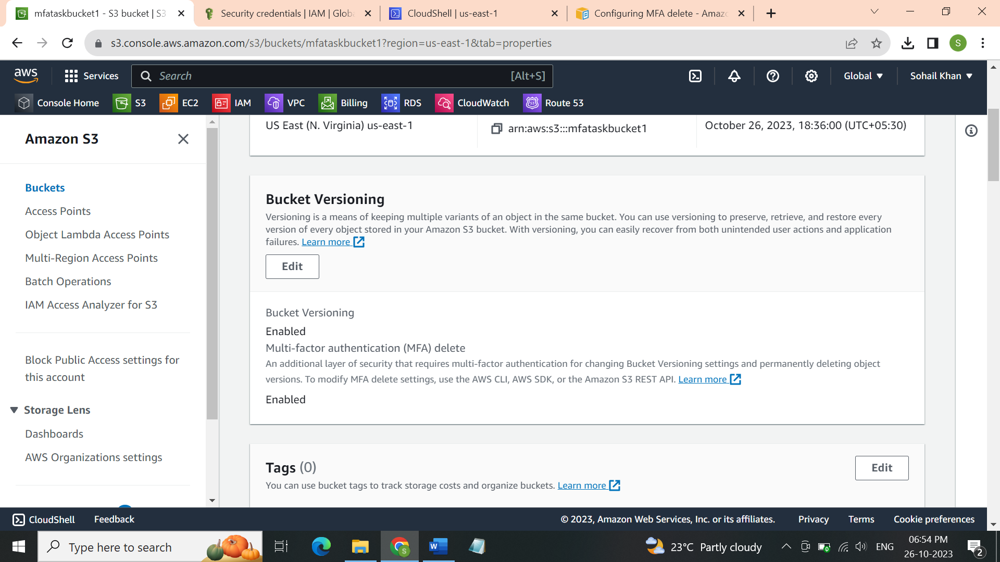 mfataskbucket1 - S3 bucket | S3
Security credentials | IAM | Globa
CloudShell | us-east-1
Configuring MFA delete - Amazo
s3.console.aws.amazon.com/s3/buckets/mfataskbucket1?region=us-east-1&tab=properties
S
aws
Services
Search
[Alt+S]
Global
Sohail Khan
Console Home
S3
EC2
IAM
VPC
Billing
RDS
CloudWatch
Route 53
Amazon S3
Buckets
Access Points
Object Lambda Access Points
Multi-Region Access Points
Batch Operations
IAM Access Analyzer for S3
Block Public Access settings for
this account
Storage Lens
Dashboards
AWS Organizations settings
US East (N. Virginia) us-east-1
arn:aws:s3:::mfataskbucket1
October 26, 2023, 18:36:00 (UTC+05:30)
Bucket Versioning
Versioning is a means of keeping multiple variants of an object in the same bucket. You can use versioning to preserve, retrieve, and restore every
version of every object stored in your Amazon S3 bucket. With versioning, you can easily recover from both unintended user actions and application
failures. Learn more
Edit
Bucket Versioning
Enabled
Multi-factor authentication (MFA) delete
An additional layer of security that requires multi-factor authentication for changing Bucket Versioning settings and permanently deleting object
versions. To modify MFA delete settings, use the AWS CLI, AWS SDK, or the Amazon S3 REST API. Learn more
Enabled
Tags (0)
Edit
You can use bucket tags to track storage costs and organize buckets. Learn more
CloudShell
Feedback
© 2023, Amazon Web Services, Inc. or its affiliates.
Privacy
Terms
Cookie preferences
Type here to search
23°C Partly cloudy
ENG
06:54 PM
26-10-2023
2